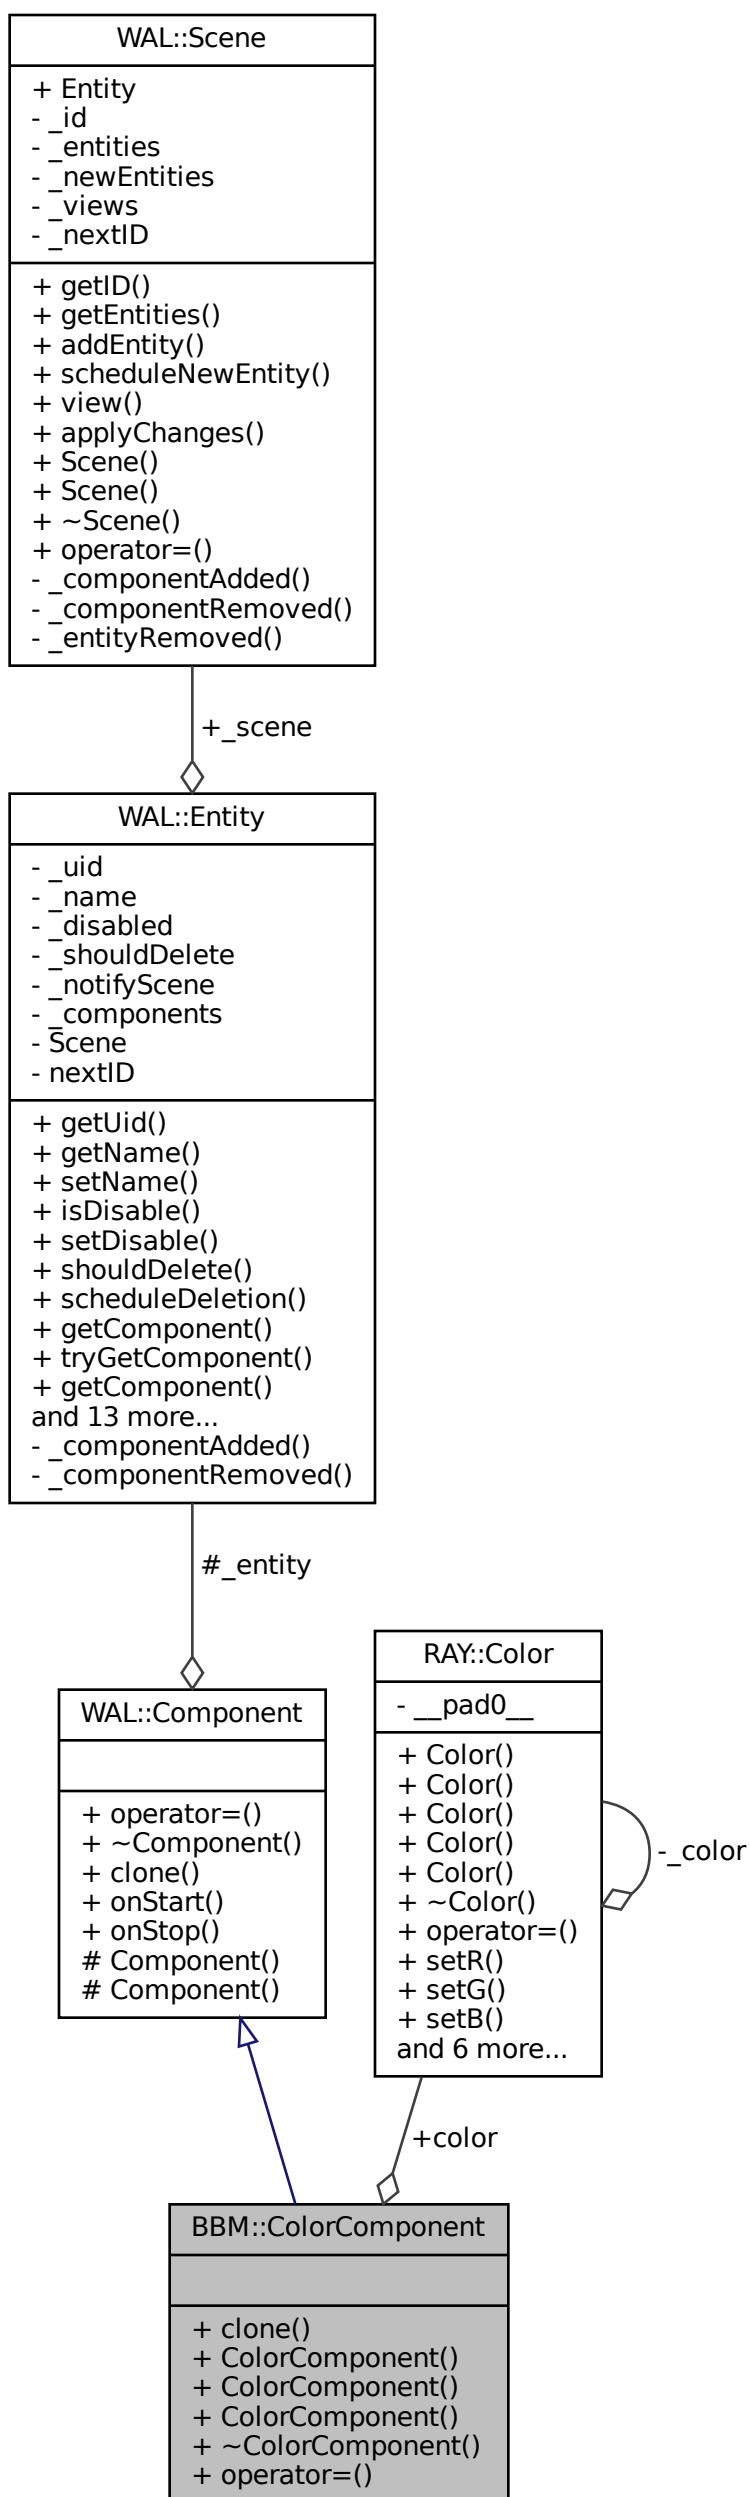 WAL::Scene
+ Entity
- _id
- _entities
- _newEntities
- _views
- _nextID
+ getID()
+ getEntities()
+ addEntity()
+ scheduleNewEntity()
+ view()
+ applyChanges()
+ Scene()
+ Scene()
+ ~Scene()
+ operator=()
- _componentAdded()
- _componentRemoved()
- _entityRemoved()
+_scene
WAL::Entity
- _uid
- _name
- _disabled
- _shouldDelete
- _notifyScene
- _components
- Scene
- nextID
+ getUid()
+ getName()
+ setName()
+ isDisable()
+ setDisable()
+ shouldDelete()
+ scheduleDeletion()
+ getComponent()
+ tryGetComponent()
+ getComponent()
and 13 more...
- _componentAdded()
- _componentRemoved()
#_entity
WAL::Component
+ operator=()
+ ~Component()
+ clone()
+ onStart()
+ onStop()
# Component()
# Component()
RAY::Color
- __pad0__
+ Color()
+ Color()
+ Color()
+ Color()
+ Color()
+ ~Color()
+ operator=()
+ setR()
+ setG()
+ setB()
and 6 more...
-_color
+color
BBM::ColorComponent
+ clone()
+ ColorComponent()
+ ColorComponent()
+ ColorComponent()
+ ~ColorComponent()
+ operator=()